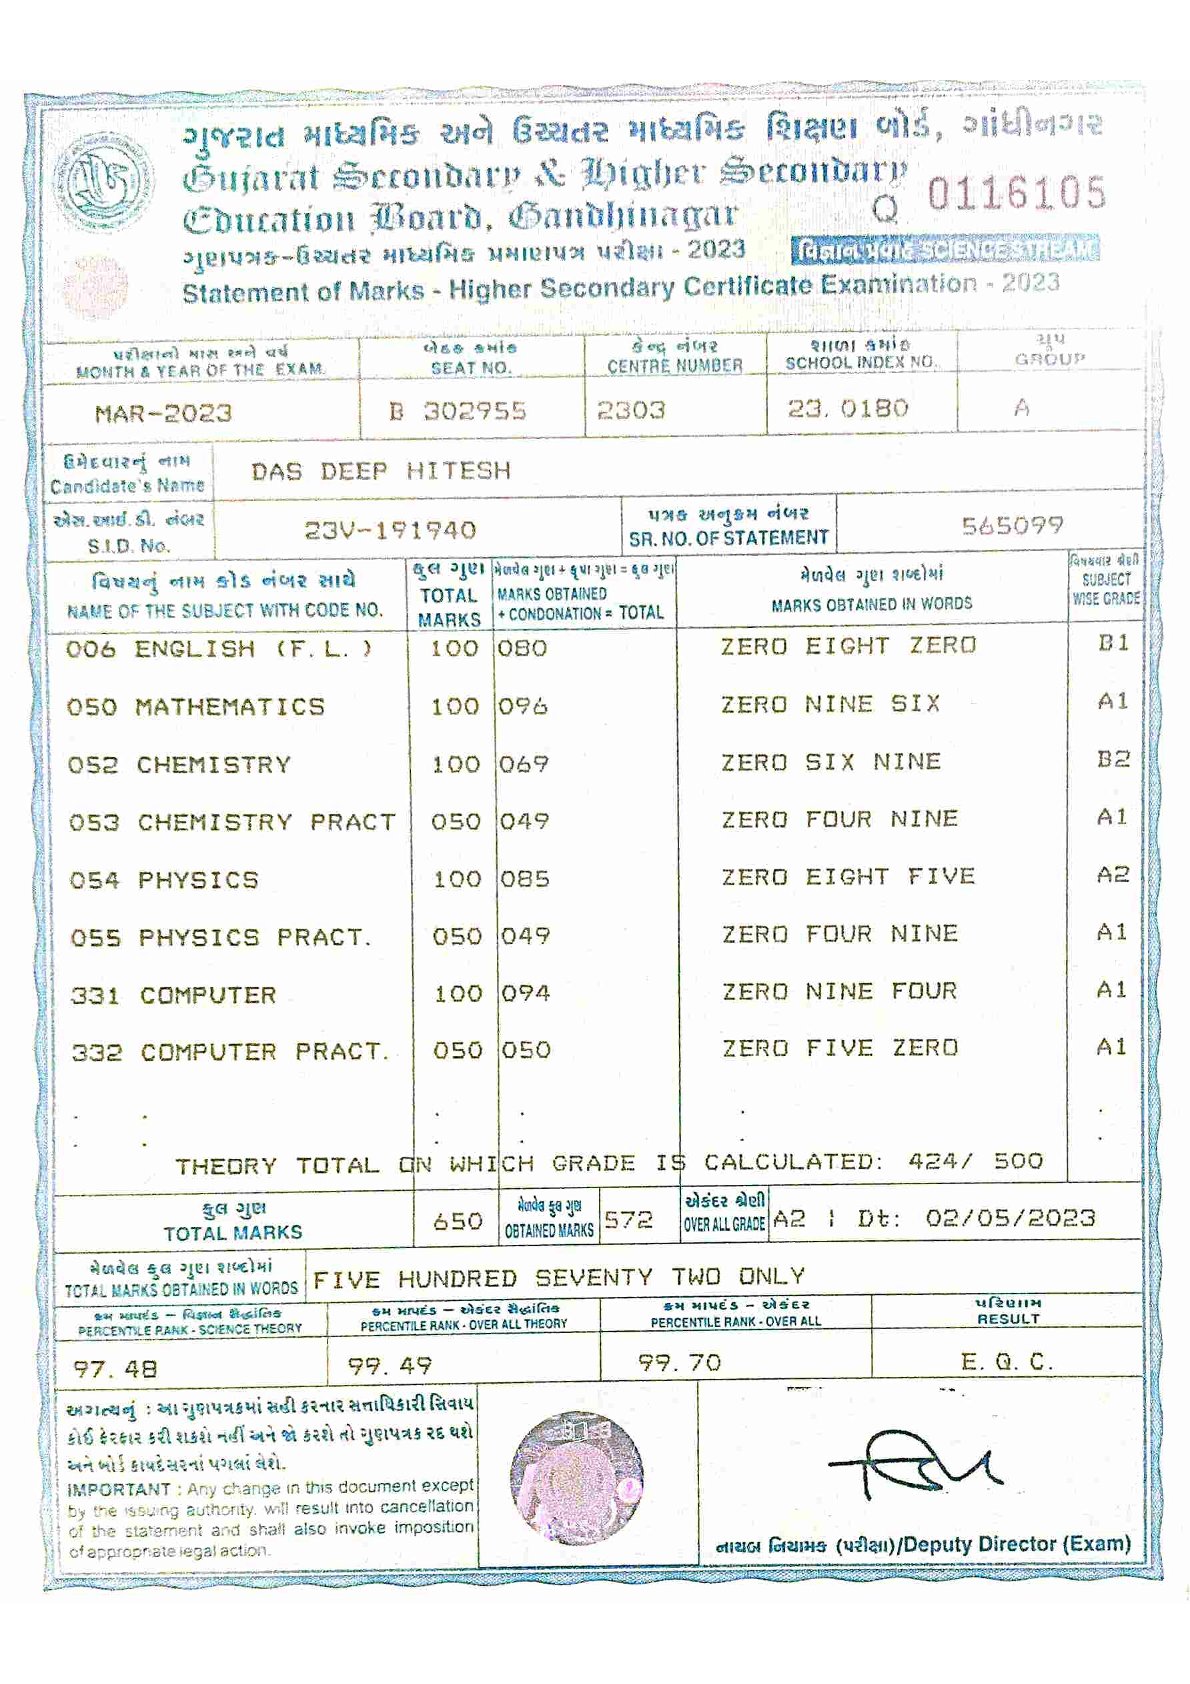 ગુજરાત માધ્યમિક અને ઉચ્ચતર માધ્યમિક શિક્ષણ બોર્ડ, ગાંધીનગર
Gujarat Secondary & Higher Secondary
Education Board, Gandhinagar
Q 0116105
ગુણપત્રક-ઉચ્ચતર માધ્યમિક પ્રમાણપત્ર પરીક્ષા - 2023 વિજ્ઞાન પ્રવાહ SCIENCE STREAM
Statement of Marks - Higher Secondary Certificate Examination - 2023
પરીક્ષાનો માસ અને વર્ષ બેઠક ક્રમાંક કેન્દ્ર નંબર શાળા ક્રમાંક ગ્રુપ
MONTH & YEAR OF THE EXAM. SEAT NO. CENTRE NUMBER SCHOOL INDEX NO. GROUP
MAR-2023 B 302955 2303 23.0180 A
ઉમેદવારનું નામ
Candidate's Name DAS DEEP HITESH
એસ.આઈ.ડી. નંબર પત્રક અનુક્રમ નંબર
S.I.D. No. 23V-191940 SR. NO. OF STATEMENT 565099
વિષયનું નામ કોડ નંબર સાથે કુલ ગુણ મેળવેલ ગુણ + કૃપા ગુણ = કુલ ગુણ મેળવેલ ગુણ શબ્દોમાં વિષયવાર શ્રેણી
NAME OF THE SUBJECT WITH CODE NO. TOTAL MARKS MARKS OBTAINED + CONDONATION = TOTAL MARKS OBTAINED IN WORDS SUBJECT WISE GRADE
006 ENGLISH (F.L.) 100 080 ZERO EIGHT ZERO B1
050 MATHEMATICS 100 096 ZERO NINE SIX A1
052 CHEMISTRY 100 069 ZERO SIX NINE B2
053 CHEMISTRY PRACT 050 049 ZERO FOUR NINE A1
054 PHYSICS 100 085 ZERO EIGHT FIVE A2
055 PHYSICS PRACT. 050 049 ZERO FOUR NINE A1
331 COMPUTER 100 094 ZERO NINE FOUR A1
332 COMPUTER PRACT. 050 050 ZERO FIVE ZERO A1
. . . . . .
. . . . . .
THEORY TOTAL ON WHICH GRADE IS CALCULATED: 424/ 500
કુલ ગુણ મેળવેલ કુલ ગુણ એકંદર શ્રેણી
TOTAL MARKS 650 OBTAINED MARKS 572 OVER ALL GRADE A2 | Dt: 02/05/2023
મેળવેલ કુલ ગુણ શબ્દોમાં
TOTAL MARKS OBTAINED IN WORDS FIVE HUNDRED SEVENTY TWO ONLY
ક્રમ માપદંડ - વિજ્ઞાન સૈદ્ધાંતિક ક્રમ માપદંડ - એકંદર સૈદ્ધાંતિક ક્રમ માપદંડ - એકંદર પરિણામ
PERCENTILE RANK - SCIENCE THEORY PERCENTILE RANK - OVER ALL THEORY PERCENTILE RANK - OVER ALL RESULT
97.48 99.49 99.70 E.Q.C.
અગત્યનું : આ ગુણપત્રકમાં સહી કરનાર સત્તાધિકારી સિવાય
કોઈ ફેરફાર કરી શકશે નહીં અને જો કરશે તો ગુણપત્રક રદ થશે
અને બોર્ડ કાયદેસરનાં પગલાં લેશે.
IMPORTANT : Any change in this document except
by the issuing authority, will result into cancellation
of the statement and shall also invoke imposition
of appropriate legal action.
નાયબ નિયામક (પરીક્ષા)/Deputy Director (Exam)